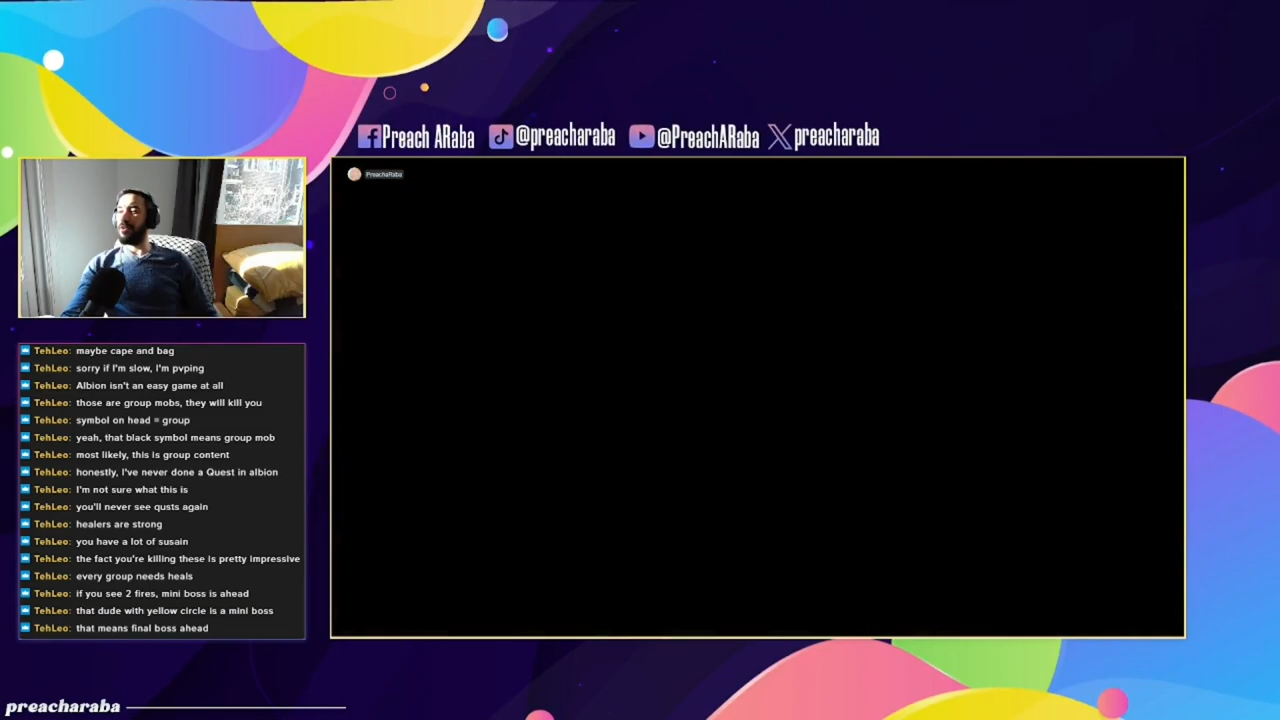 Preach ARaba @preacharaba @PreachARaba preacharaba
PreachaRaba
TehLeo: maybe cape and bag
TehLeo: sorry if I'm slow, I'm pvping
TehLeo: Albion isn't an easy game at all
TehLeo: those are group mobs, they will kill you
TehLeo: symbol on head = group
TehLeo: yeah, that black symbol means group mob
TehLeo: most likely, this is group content
TehLeo: honestly, I've never done a Quest in albion
TehLeo: I'm not sure what this is
TehLeo: you'll never see qusts again
TehLeo: healers are strong
TehLeo: you have a lot of susain
TehLeo: the fact you're killing these is pretty impressive
TehLeo: every group needs heals
TehLeo: if you see 2 fires, mini boss is ahead
TehLeo: that dude with yellow circle is a mini boss
TehLeo: that means final boss ahead
preacharaba